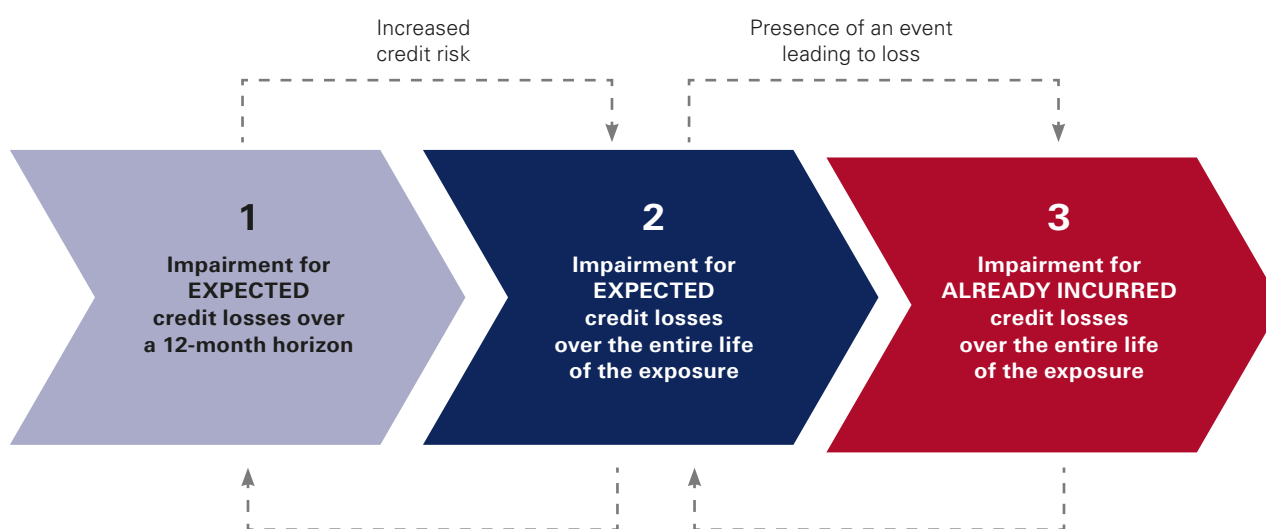 Increased
credit risk
Presence of an event
leading to loss
1
Impairment for
EXPECTED
credit losses over
a 12-month horizon
2
Impairment for
EXPECTED
credit losses
over the entire life
of the exposure
3
Impairment for
ALREADY INCURRED
credit losses
over the entire life
of the exposure